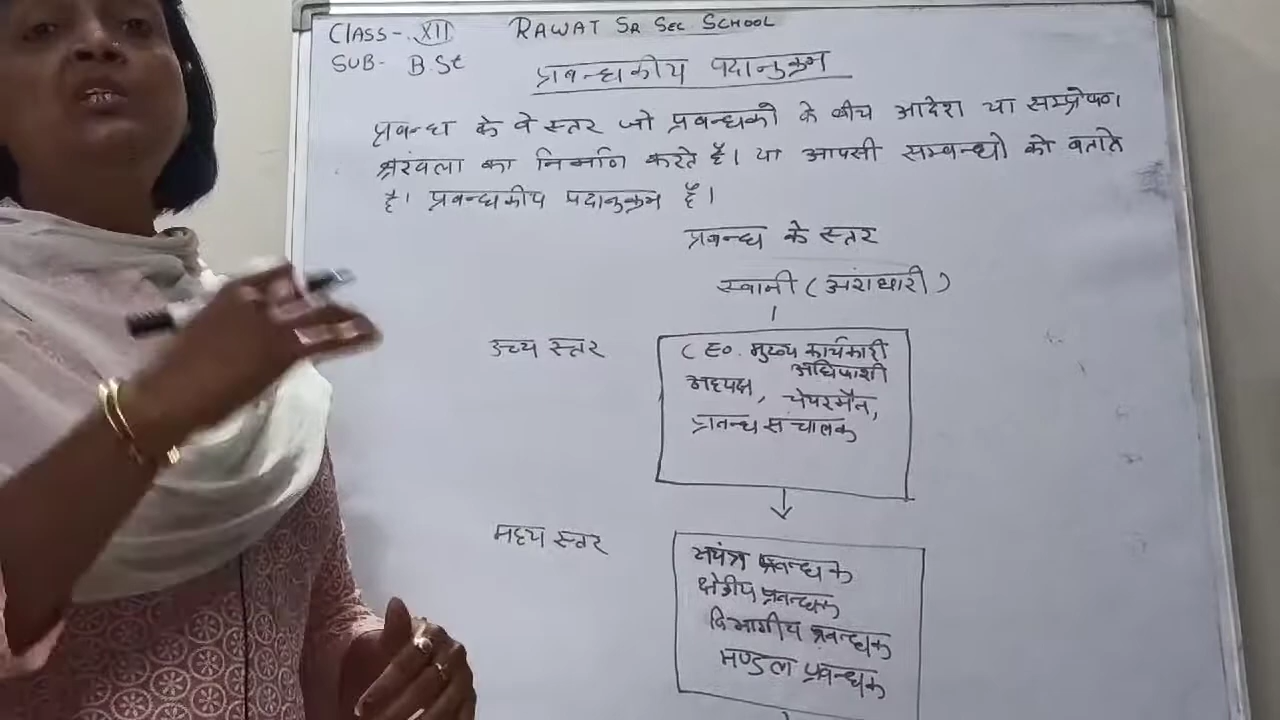 CLASS- XII RAWAT SR SEC SCHOOL
SUB- B.St
प्रबन्धकीय पदानुक्रम
प्रबन्ध के वे स्तर जो प्रबन्धको के बीच आदेश या सम्प्रेषण
श्रृंखला का निर्माण करते है। या आपसी सम्बन्धो को बताते
है। प्रबन्धकीय पदानुक्रम हैं।
प्रबन्ध के स्तर
स्वामी (अंशधारी)
उच्च स्तर
CEO. मुख्य कार्यकारी
अधिकारी
अध्यक्ष, चेयरमैन,
प्रबन्ध संचालक
मध्य स्तर
सयंत्र प्रबन्धक
क्षेत्रीय प्रबन्धक
विभागीय प्रबन्धक
मण्डल प्रबन्धक